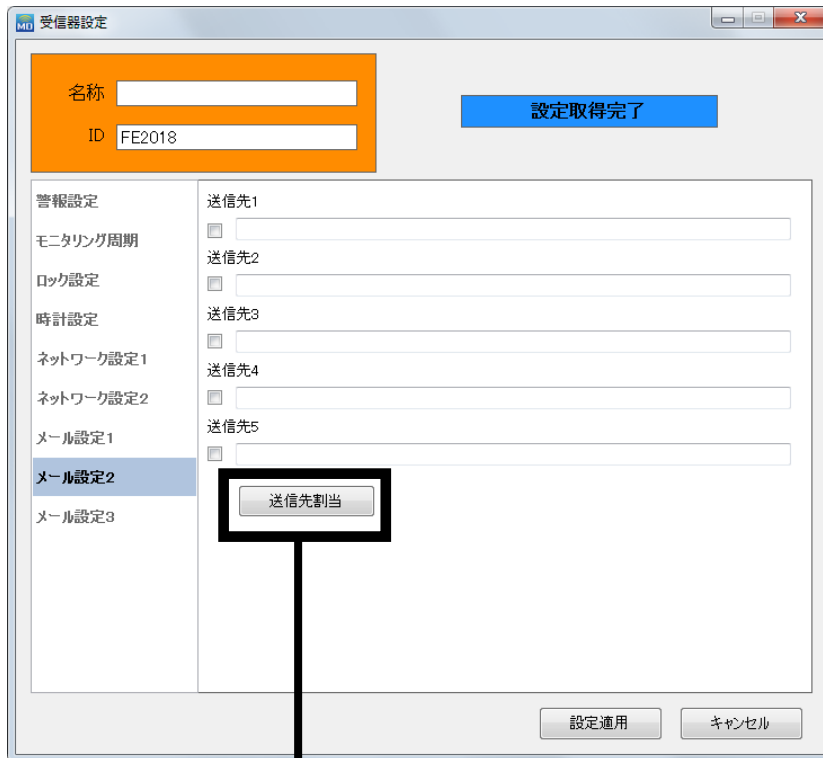 MD 受信器設定
名称
設定取得完了
ID FE2018
警報設定
モニタリング周期
ロック設定
時計設定
ネットワーク設定1
ネットワーク設定2
メール設定1
メール設定2
メール設定3
送信先1
送信先2
送信先3
送信先4
送信先5
送信先割当
設定適用
キャンセル